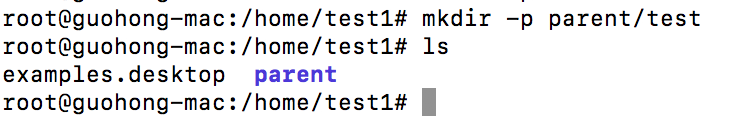 root@guohong-mac:/home/test1# mkdir -p parent/test
root@guohong-mac:/home/test1# ls
examples.desktop  parent
root@guohong-mac:/home/test1#